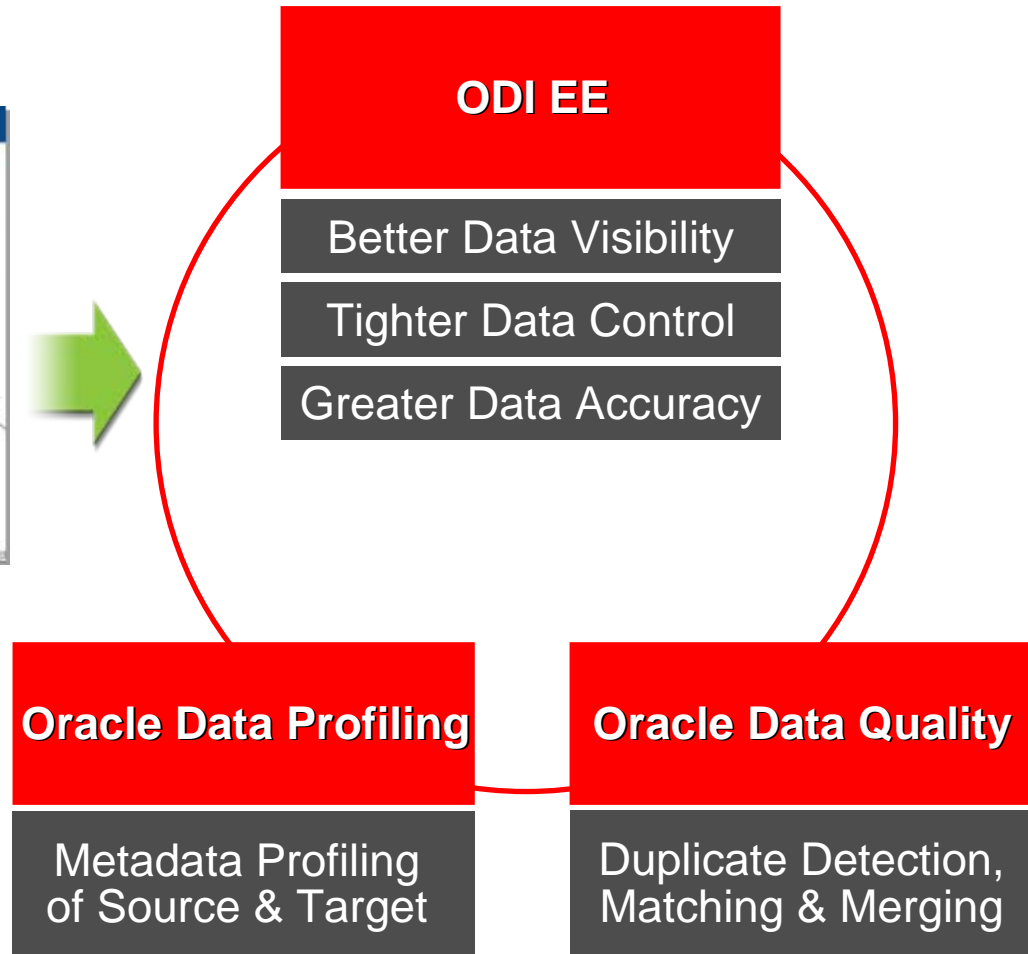 ODI EE
Better Data Visibility
Tighter Data Control
Greater Data Accuracy
Oracle Data Profiling
Metadata Profiling
of Source & Target
Oracle Data Quality
Duplicate Detection,
Matching & Merging